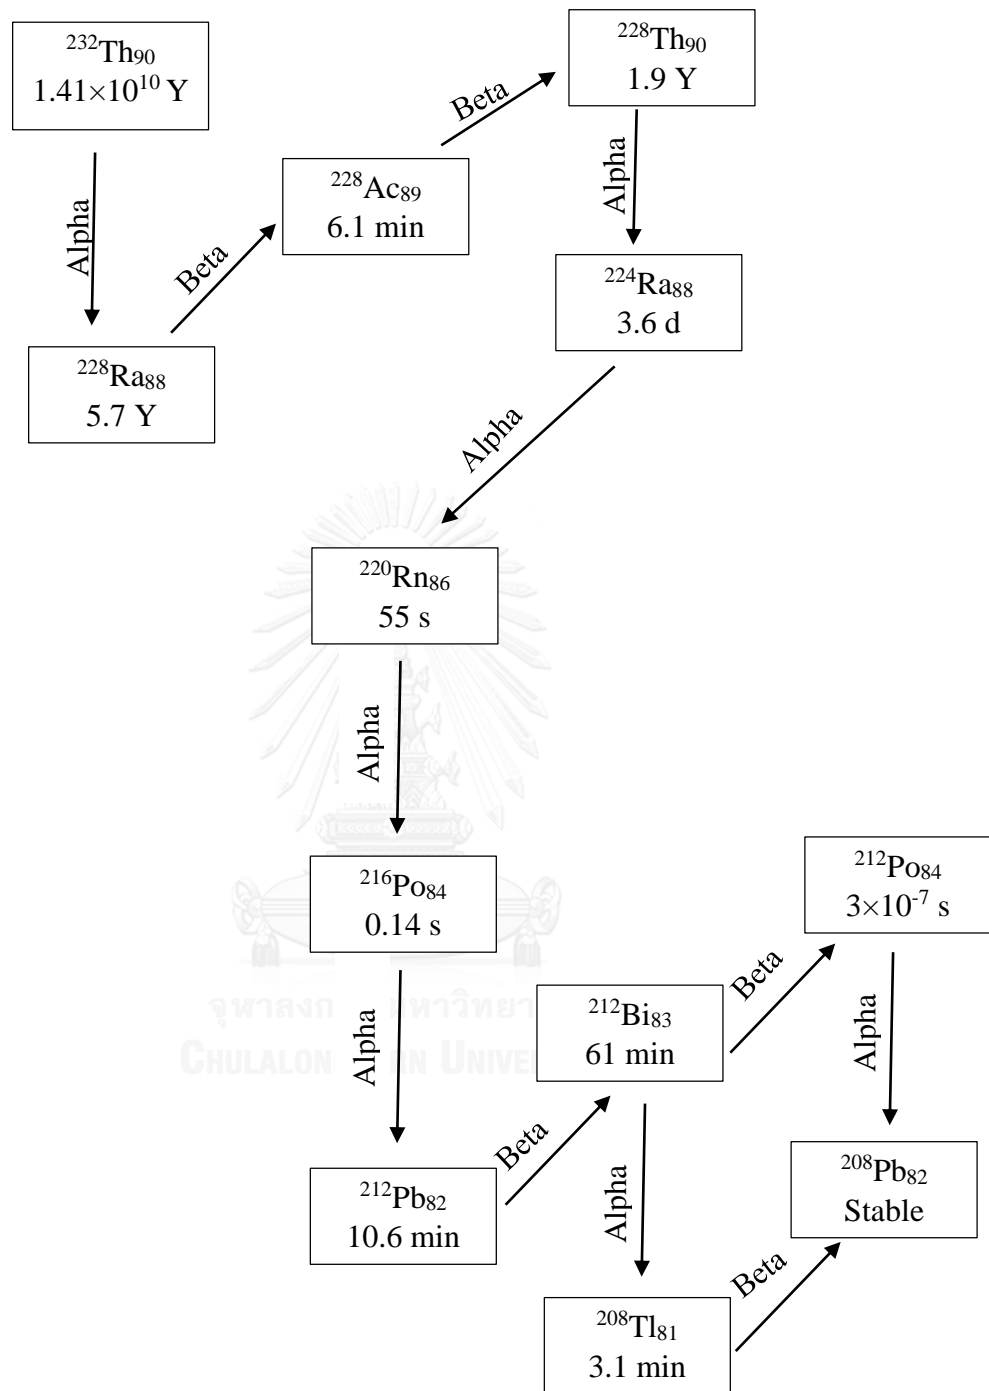 ²³²Th₉₀
1.41×10¹⁰ Y
²²⁸Th₉₀
1.9 Y
Beta
Alpha
²²⁸Ac₈₉
6.1 min
Alpha
Beta
²²⁴Ra₈₈
3.6 d
²²⁸Ra₈₈
5.7 Y
Alpha
²²⁰Rn₈₆
55 s
Alpha
²¹⁶Po₈₄
0.14 s
²¹²Po₈₄
3×10⁻⁷ s
Beta
Alpha
²¹²Bi₈₃
61 min
Alpha
Beta
²¹²Pb₈₂
10.6 min
Alpha
²⁰⁸Pb₈₂
Stable
Beta
²⁰⁸Tl₈₁
3.1 min